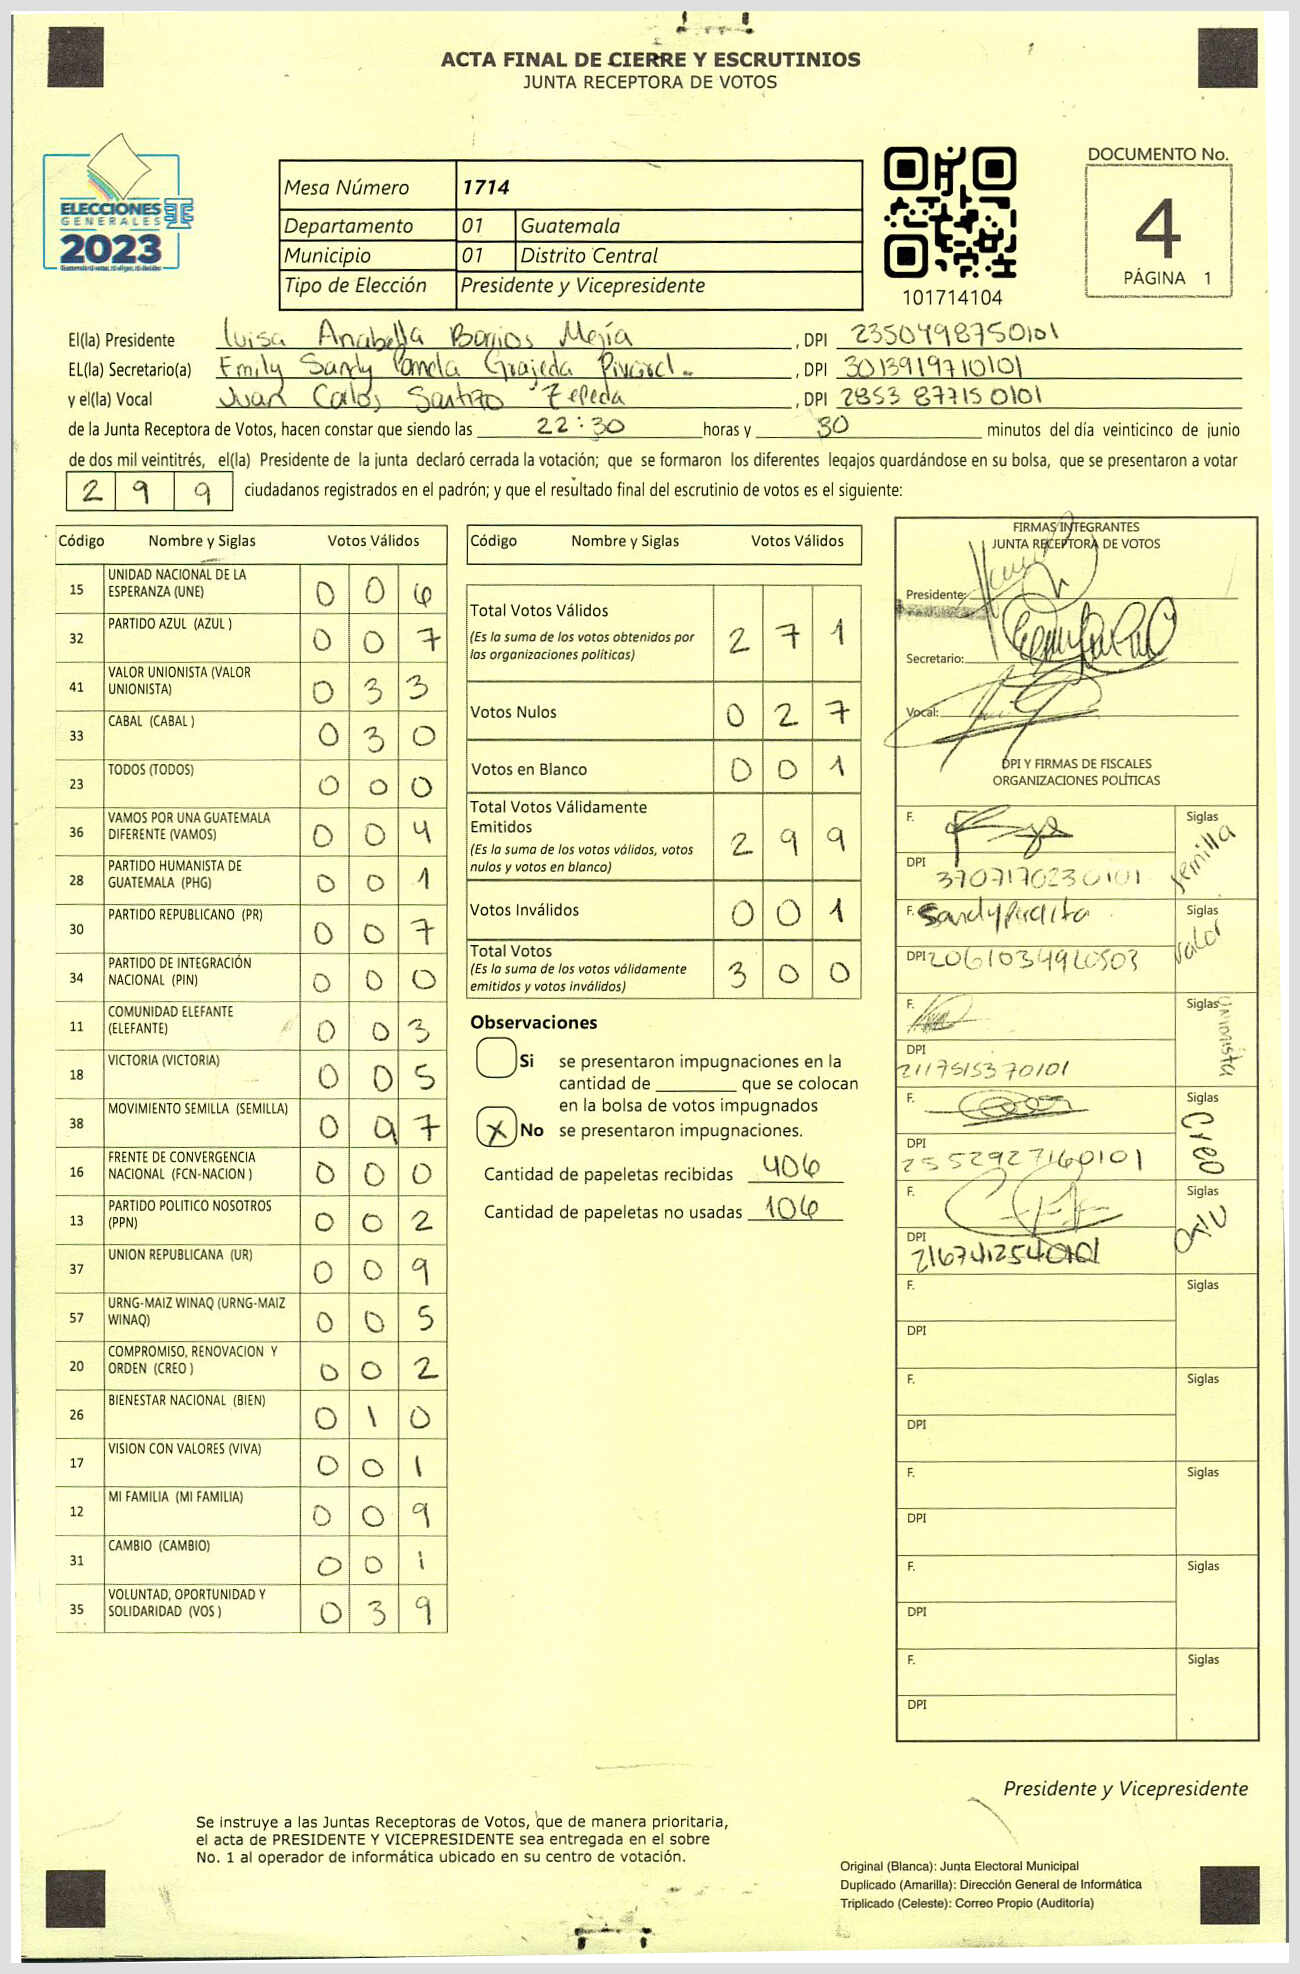 ACTA FINAL DE CIERRE Y ESCRUTINIOS
JUNTA RECEPTORA DE VOTOS
ELECCIONES
GENERALES
2023
Mesa Número 1714
Departamento 01 Guatemala
Municipio 01 Distrito Central
Tipo de Elección Presidente y Vicepresidente
101714104
DOCUMENTO No.
4
PÁGINA 1
El(la) Presidente Luisa Anabella Barrios Mejía, DPI 2350498750101
EL(la) Secretario(a) Emily Sandy Pamela Grajeda, DPI 3013919710101
y el(la) Vocal Juan Carlos Santizo Zepeda, DPI 2853 877150101
de la Junta Receptora de Votos, hacen constar que siendo las 22:30 horas y 30 minutos del día veinticinco de junio
de dos mil veintitrés, el(la) Presidente de la junta declaró cerrada la votación; que se formaron los diferentes legajos quardándose en su bolsa, que se presentaron a votar
299 ciudadanos registrados en el padrón; y que el resultado final del escrutinio de votos es el siguiente:
Código Nombre y Siglas Votos Válidos
15 UNIDAD NACIONAL DE LA ESPERANZA (UNE) 0 0 6
32 PARTIDO AZUL (AZUL ) 0 0 7
41 VALOR UNIONISTA (VALOR UNIONISTA) 0 3 3
33 CABAL (CABAL ) 0 3 0
23 TODOS (TODOS) 0 0 0
36 VAMOS POR UNA GUATEMALA DIFERENTE (VAMOS) 0 0 4
28 PARTIDO HUMANISTA DE GUATEMALA (PHG) 0 0 1
30 PARTIDO REPUBLICANO (PR) 0 0 7
34 PARTIDO DE INTEGRACIÓN NACIONAL (PIN) 0 0 0
11 COMUNIDAD ELEFANTE (ELEFANTE) 0 0 3
18 VICTORIA (VICTORIA) 0 0 5
38 MOVIMIENTO SEMILLA (SEMILLA) 0 9 7
16 FRENTE DE CONVERGENCIA NACIONAL (FCN-NACION ) 0 0 0
13 PARTIDO POLITICO NOSOTROS (PPN) 0 0 2
37 UNION REPUBLICANA (UR) 0 0 9
57 URNG-MAIZ WINAQ (URNG-MAIZ WINAQ) 0 0 5
20 COMPROMISO, RENOVACION Y ORDEN (CREO ) 0 0 2
26 BIENESTAR NACIONAL (BIEN) 0 1 0
17 VISION CON VALORES (VIVA) 0 0 1
12 MI FAMILIA (MI FAMILIA) 0 0 9
31 CAMBIO (CAMBIO) 0 0 1
35 VOLUNTAD, OPORTUNIDAD Y SOLIDARIDAD (VOS ) 0 3 9
Código Nombre y Siglas Votos Válidos
Total Votos Válidos 2 7 1
(Es la suma de los votos obtenidos por
las organizaciones políticas)
Votos Nulos 0 2 7
Votos en Blanco 0 0 1
Total Votos Válidamente
Emitidos 2 9 9
(Es la suma de los votos válidos, votos
nulos y votos en blanco)
Votos Inválidos 0 0 1
Total Votos 3 0 0
(Es la suma de los votos válidamente
emitidos y votos inválidos)
Observaciones
Si se presentaron impugnaciones en la
cantidad de ________ que se colocan
en la bolsa de votos impugnados
X No se presentaron impugnaciones.
Cantidad de papeletas recibidas 406
Cantidad de papeletas no usadas 106
FIRMAS INTEGRANTES
JUNTA RECEPTORA DE VOTOS
Presidente:
Secretario:
Vocal:
DPI Y FIRMAS DE FISCALES
ORGANIZACIONES POLÍTICAS
F. Siglas Semilla
DPI 3707170230101
F. Siglas Valor
DPI 2061034920503
F. Siglas Unionista
DPI 2117515370101
F. Siglas Creo
DPI 2552927160101
F. Siglas
DPI 2167412540101
F. Siglas
DPI
F. Siglas
DPI
F. Siglas
DPI
F. Siglas
DPI
F. Siglas
DPI
Presidente y Vicepresidente
Se instruye a las Juntas Receptoras de Votos, que de manera prioritaria,
el acta de PRESIDENTE Y VICEPRESIDENTE sea entregada en el sobre
No. 1 al operador de informática ubicado en su centro de votación.
Original (Blanca): Junta Electoral Municipal
Duplicado (Amarilla): Dirección General de Informática
Triplicado (Celeste): Correo Propio (Auditoría)